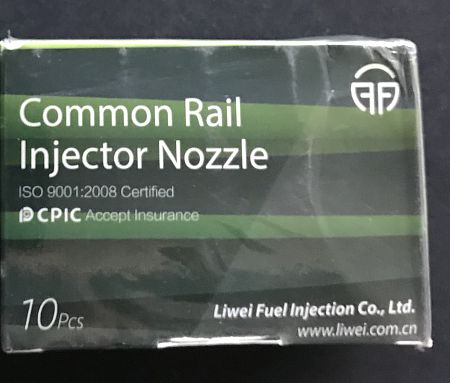 Common Rail
Injector Nozzle
ISO 9001:2008 Certified
CPIC Accept Insurance
10Pcs
Liwei Fuel Injection Co., Ltd.
www.liwei.com.cn